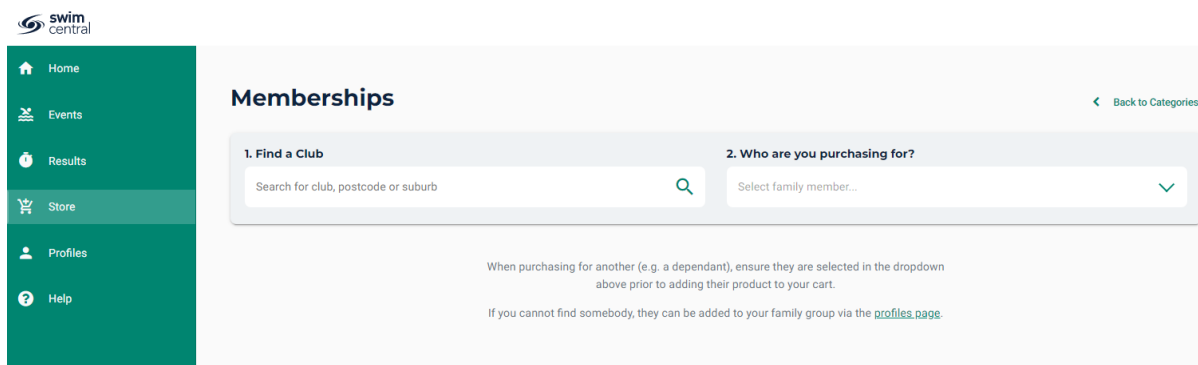 swim
central
Home
Events
Results
Store
Profiles
Help
Memberships
Back to Categories
1. Find a Club
Search for club, postcode or suburb
2. Who are you purchasing for?
Select family member...
When purchasing for another (e.g. a dependant), ensure they are selected in the dropdown
above prior to adding their product to your cart.
If you cannot find somebody, they can be added to your family group via the profiles page.